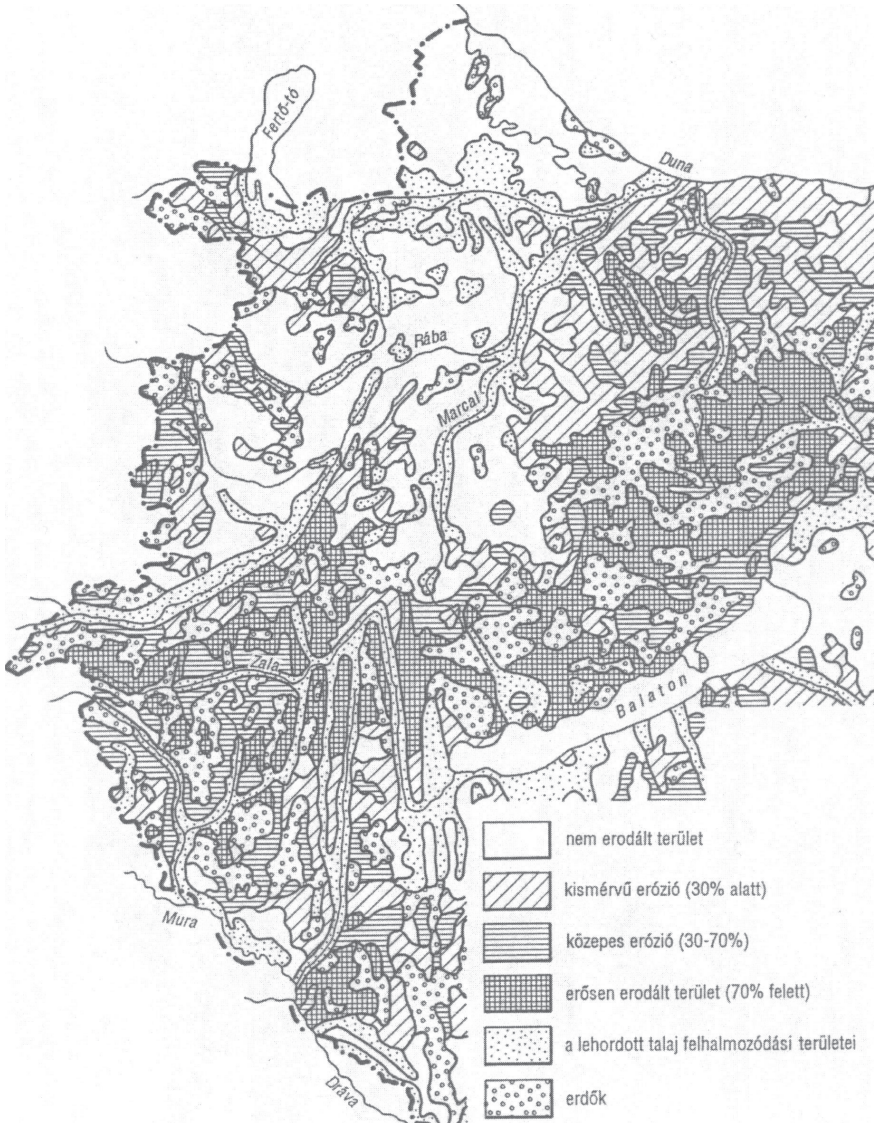 Fertő-tó
Duna
Rába
Marcal
Zala
Balaton
Mura
Dráva
nem erodált terület
kismérvű erózió (30% alatt)
közepes erózió (30-70%)
erősen erodált terület (70% felett)
a lehordott talaj felhalmozódási területei
erdők